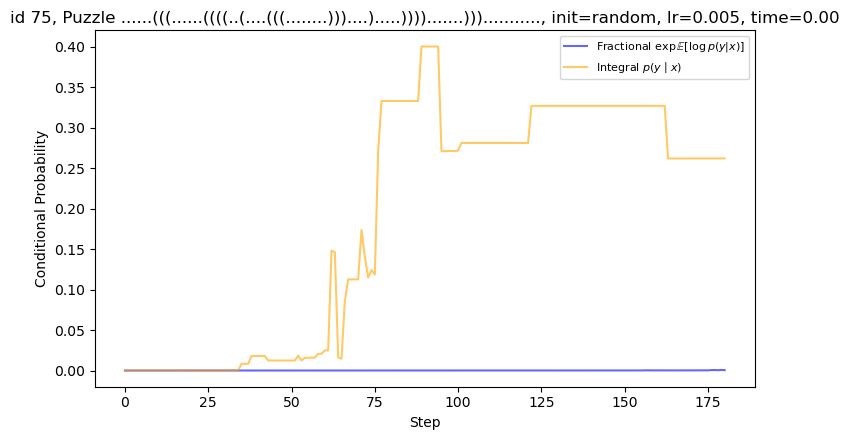 id 75, Puzzle ......(((......((((..(....(((........)))....).....)))).......)))..........., init=random, lr=0.005, time=0.00
Fractional exp𝔼[log p(y|x)]
Integral p(y | x)
0.40
0.35
0.30
0.25
0.20
0.15
0.10
0.05
0.00
Conditional Probability
0 25 50 75 100 125 150 175
Step